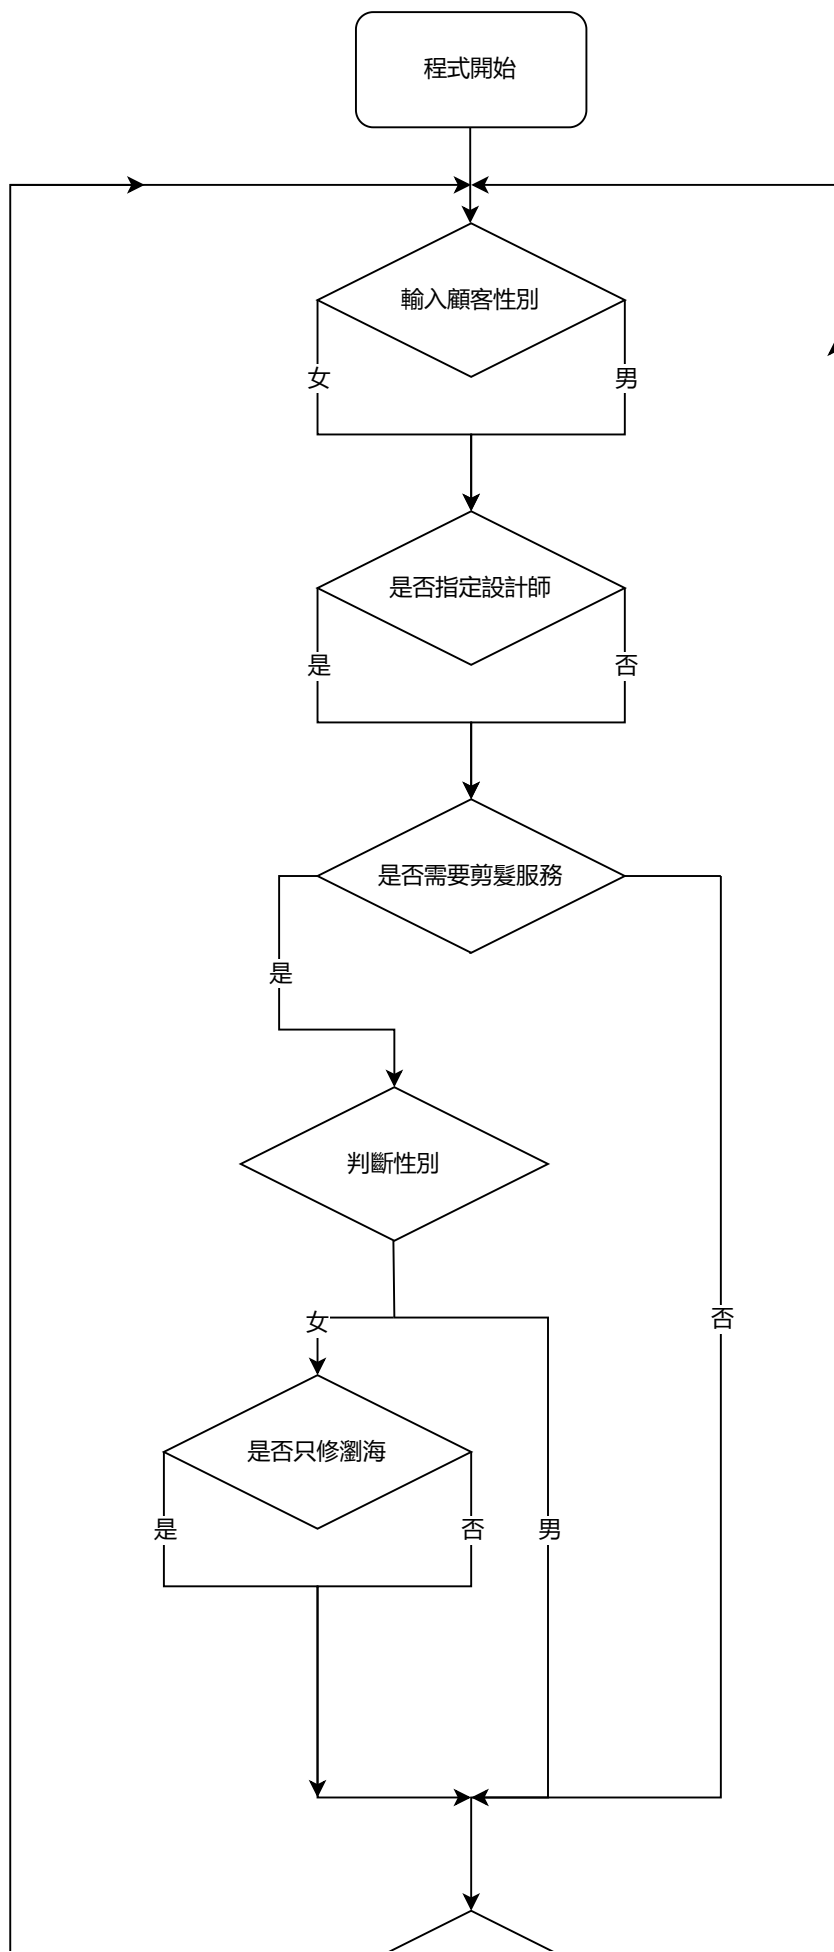 程式開始
輸入顧客性別
女
男
是否指定設計師
是
否
是否需要剪髮服務
是
判斷性別
女
否
是否只修瀏海
是
否
男